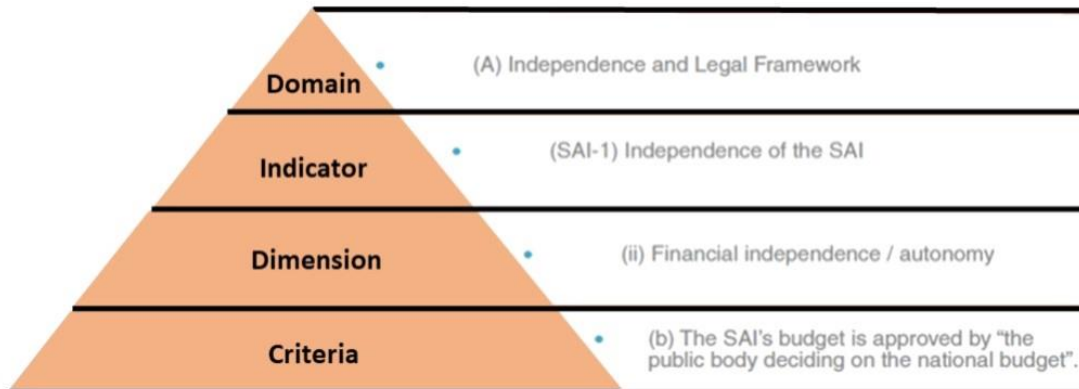 Domain
(A) Independence and Legal Framework
Indicator
(SAI-1) Independence of the SAI
Dimension
(ii) Financial independence / autonomy
Criteria
(b) The SAI's budget is approved by “the
public body deciding on the national budget”.